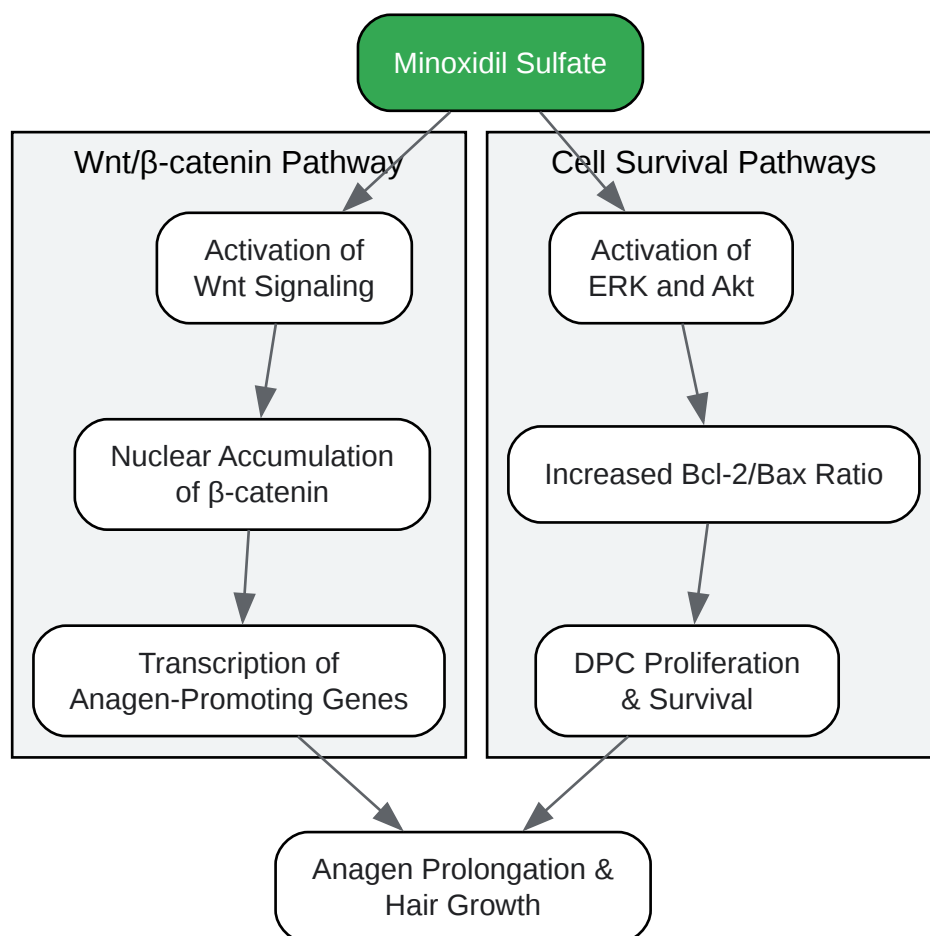 Minoxidil Sulfate
Wnt/β-catenin Pathway
Activation of
Wnt Signaling
Nuclear Accumulation
of β-catenin
Transcription of
Anagen-Promoting Genes
Cell Survival Pathways
Activation of
ERK and Akt
Increased Bcl-2/Bax Ratio
DPC Proliferation
& Survival
Anagen Prolongation &
Hair Growth